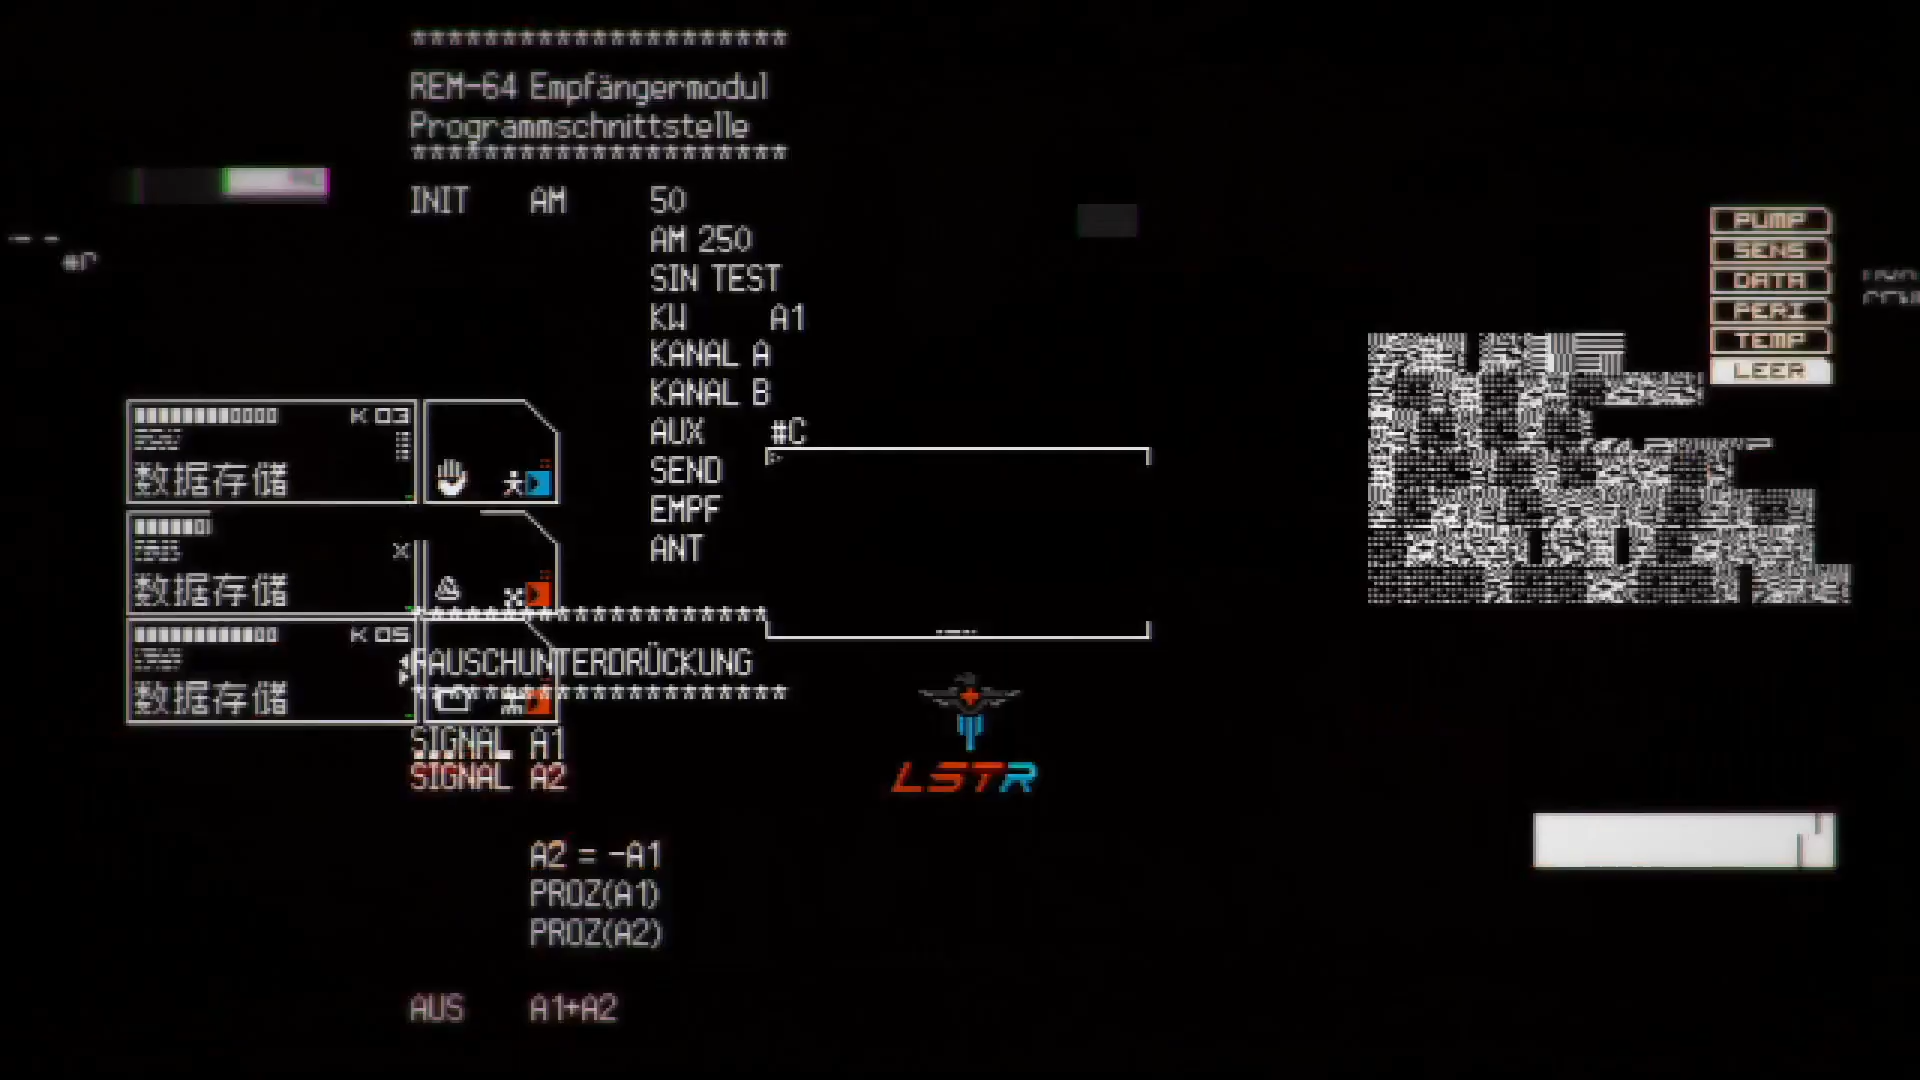 *********************
REM-64 Empfängermodul
Programmschnittstelle
*********************
INIT AM 50
AM 250
SIN TEST
KW A1
KANAL A
KANAL B
AUX #C
SEND
EMPF
ANT
********************
RAUSCHUNTERDRÜCKUNG
*********************
SIGNAL A1
SIGNAL A2
A2 = -A1
PROZ(A1)
PROZ(A2)
AUS A1+A2
K 03
数据存储
数据存储
K 05
数据存储
LSTR
PUMP
SENS
DATA
PERI
TEMP
LEER